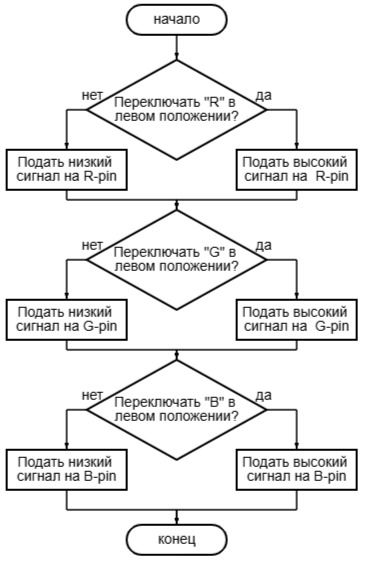 начало
нет
да
Переключать "R" в
левом положении?
Подать низкий
сигнал на R-pin
Подать высокий
сигнал на R-pin
нет
да
Переключать "G" в
левом положении?
Подать низкий
сигнал на G-pin
Подать высокий
сигнал на G-pin
нет
да
Переключать "B" в
левом положении?
Подать низкий
сигнал на B-pin
Подать высокий
сигнал на B-pin
конец